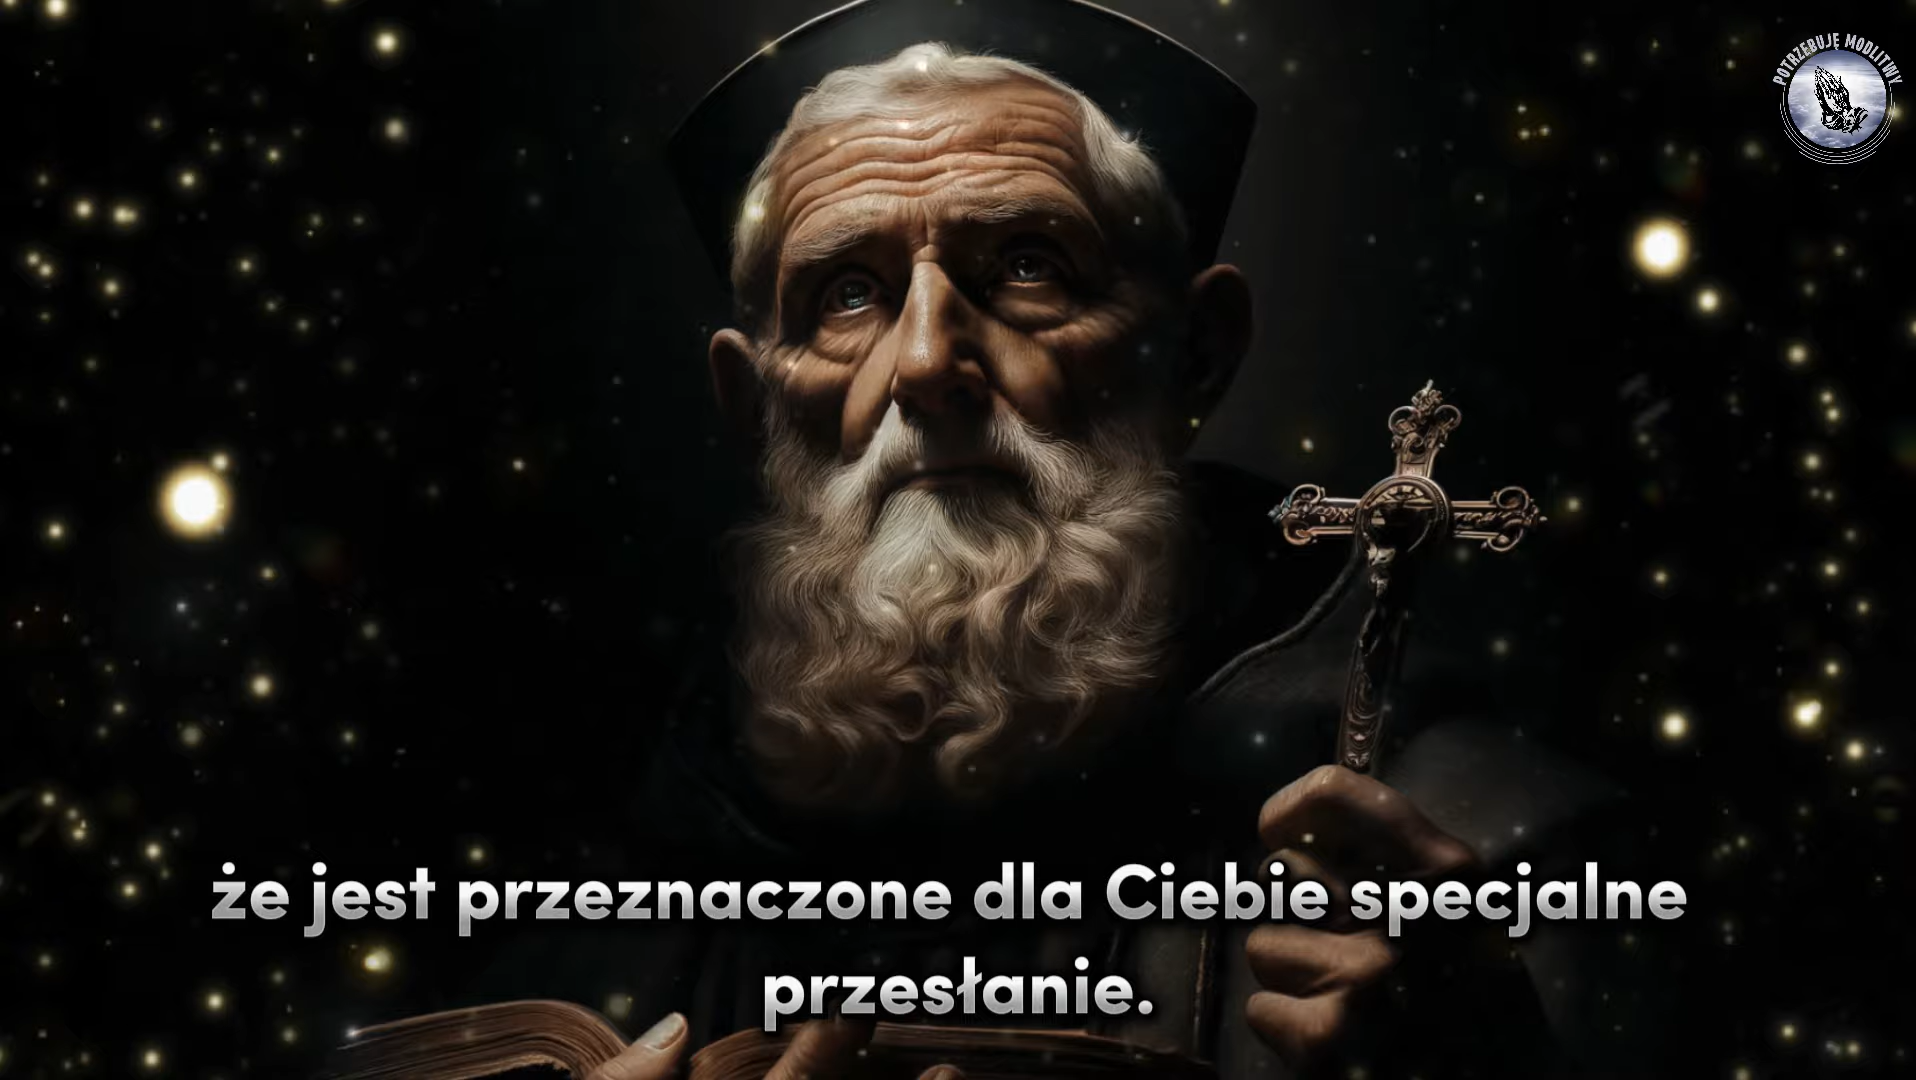 POTRZEBUJĘ MODLITWY
że jest przeznaczone dla Ciebie specjalne
przesłanie.